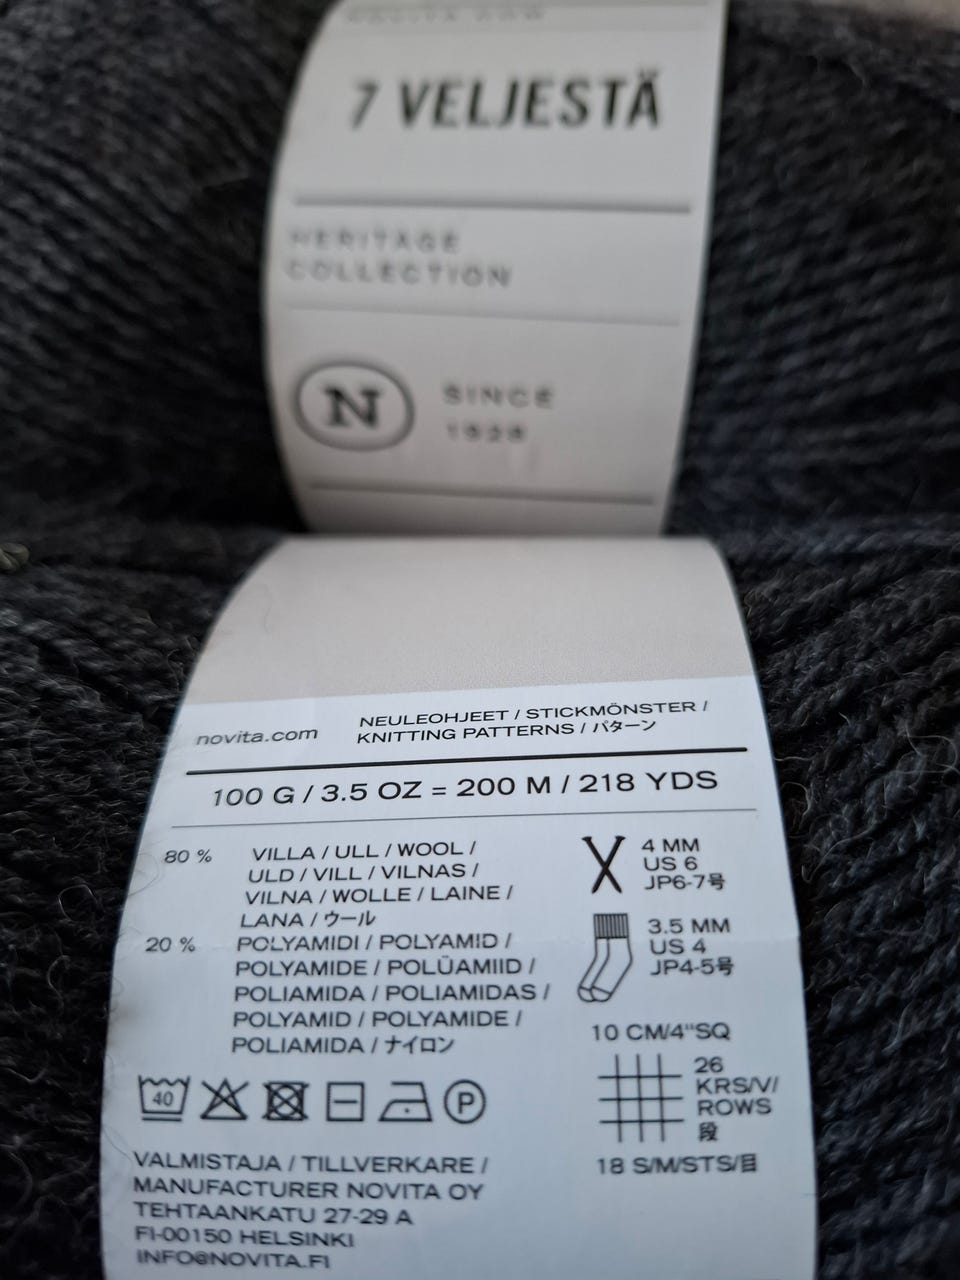 NOVITA.COM
7 VELJESTÄ
HERITAGE
COLLECTION
N
SINCE
1928
novita.com
NEULEOHJEET / STICKMÖNSTER /
KNITTING PATTERNS / パターン
100 G / 3.5 OZ = 200 M / 218 YDS
80 %
VILLA / ULL / WOOL /
ULD / VILL / VILNAS /
VILNA / WOLLE / LAINE /
LANA / ウール
20 %
POLYAMIDI / POLYAMID /
POLYAMIDE / POLÜAMIID /
POLIAMIDA / POLIAMIDAS /
POLYAMID / POLYAMIDE /
POLIAMIDA / ナイロン
4 MM
US 6
JP6-7号
3.5 MM
US 4
JP4-5号
10 CM/4"SQ
26
KRS/V/
ROWS
段
18 S/M/STS/目
40
P
VALMISTAJA / TILLVERKARE /
MANUFACTURER NOVITA OY
TEHTAANKATU 27-29 A
FI-00150 HELSINKI
INFO@NOVITA.FI